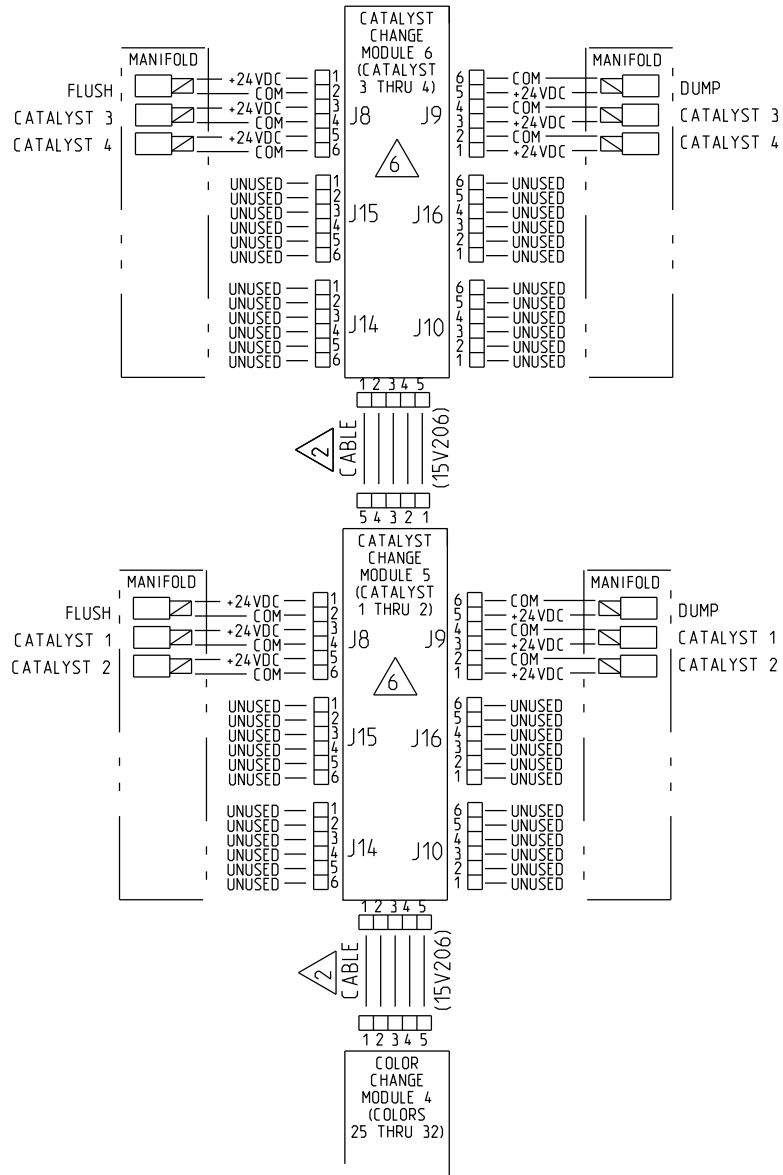 CATALYST
CHANGE
MODULE 6
(CATALYST
3 THRU 4)
MANIFOLD
MANIFOLD
FLUSH
+24VDC
1
6
COM
DUMP
COM
2
5
+24VDC
CATALYST 3
+24VDC
3
J8
J9
4
COM
CATALYST 3
COM
4
3
+24VDC
CATALYST 4
+24VDC
5
2
COM
CATALYST 4
COM
6
1
+24VDC
6
UNUSED
1
6
UNUSED
UNUSED
2
5
UNUSED
UNUSED
3
J15
J16
4
UNUSED
UNUSED
4
3
UNUSED
UNUSED
5
2
UNUSED
UNUSED
6
1
UNUSED
UNUSED
1
6
UNUSED
UNUSED
2
5
UNUSED
UNUSED
3
J14
J10
4
UNUSED
UNUSED
4
3
UNUSED
UNUSED
5
2
UNUSED
UNUSED
6
1
UNUSED
1 2 3 4 5
2
CABLE
(15V206)
5 4 3 2 1
CATALYST
CHANGE
MODULE 5
(CATALYST
1 THRU 2)
MANIFOLD
MANIFOLD
FLUSH
+24VDC
1
6
COM
DUMP
COM
2
5
+24VDC
CATALYST 1
+24VDC
3
J8
J9
4
COM
CATALYST 1
COM
4
3
+24VDC
CATALYST 2
+24VDC
5
2
COM
CATALYST 2
COM
6
1
+24VDC
6
UNUSED
1
6
UNUSED
UNUSED
2
5
UNUSED
UNUSED
3
J15
J16
4
UNUSED
UNUSED
4
3
UNUSED
UNUSED
5
2
UNUSED
UNUSED
6
1
UNUSED
UNUSED
1
6
UNUSED
UNUSED
2
5
UNUSED
UNUSED
3
J14
J10
4
UNUSED
UNUSED
4
3
UNUSED
UNUSED
5
2
UNUSED
UNUSED
6
1
UNUSED
1 2 3 4 5
2
CABLE
(15V206)
1 2 3 4 5
COLOR
CHANGE
MODULE 4
(COLORS
25 THRU 32)